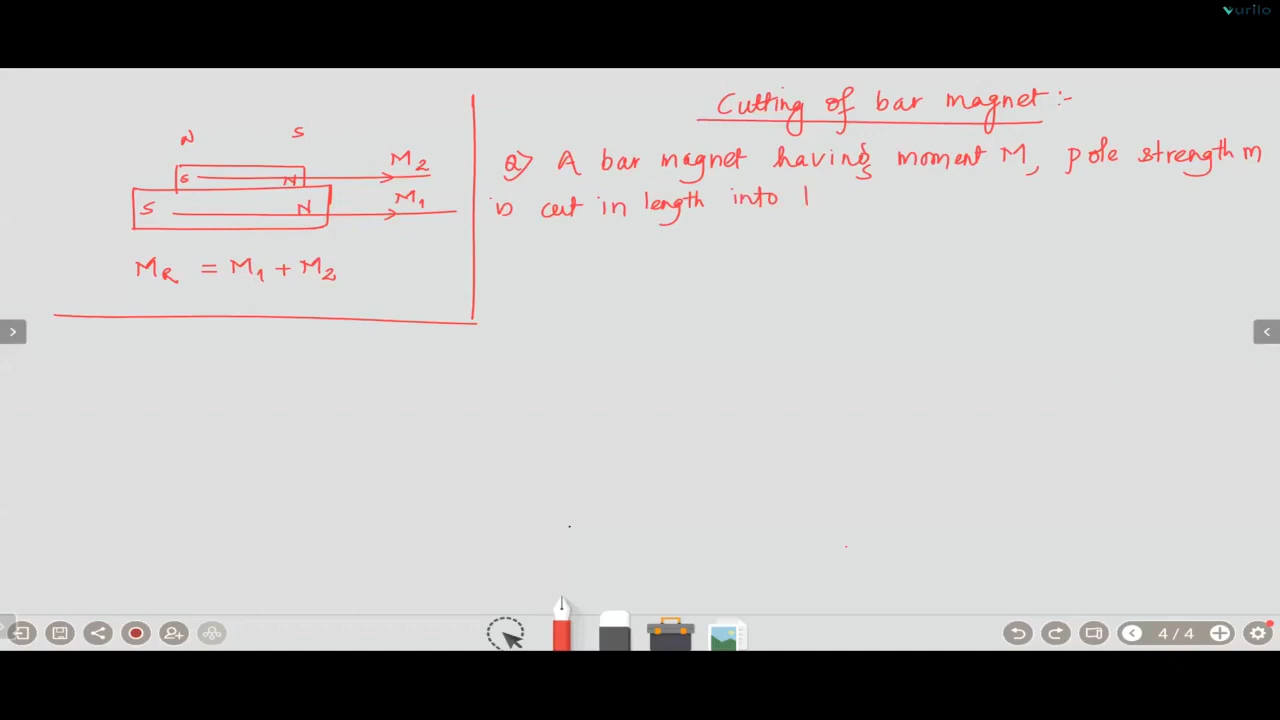 vurilo
Cutting of bar magnet :-
N S
S N M2
S N M1
MR = M1 + M2
Q) A bar magnet having moment M, pole strength m
is cut in length into
4/4